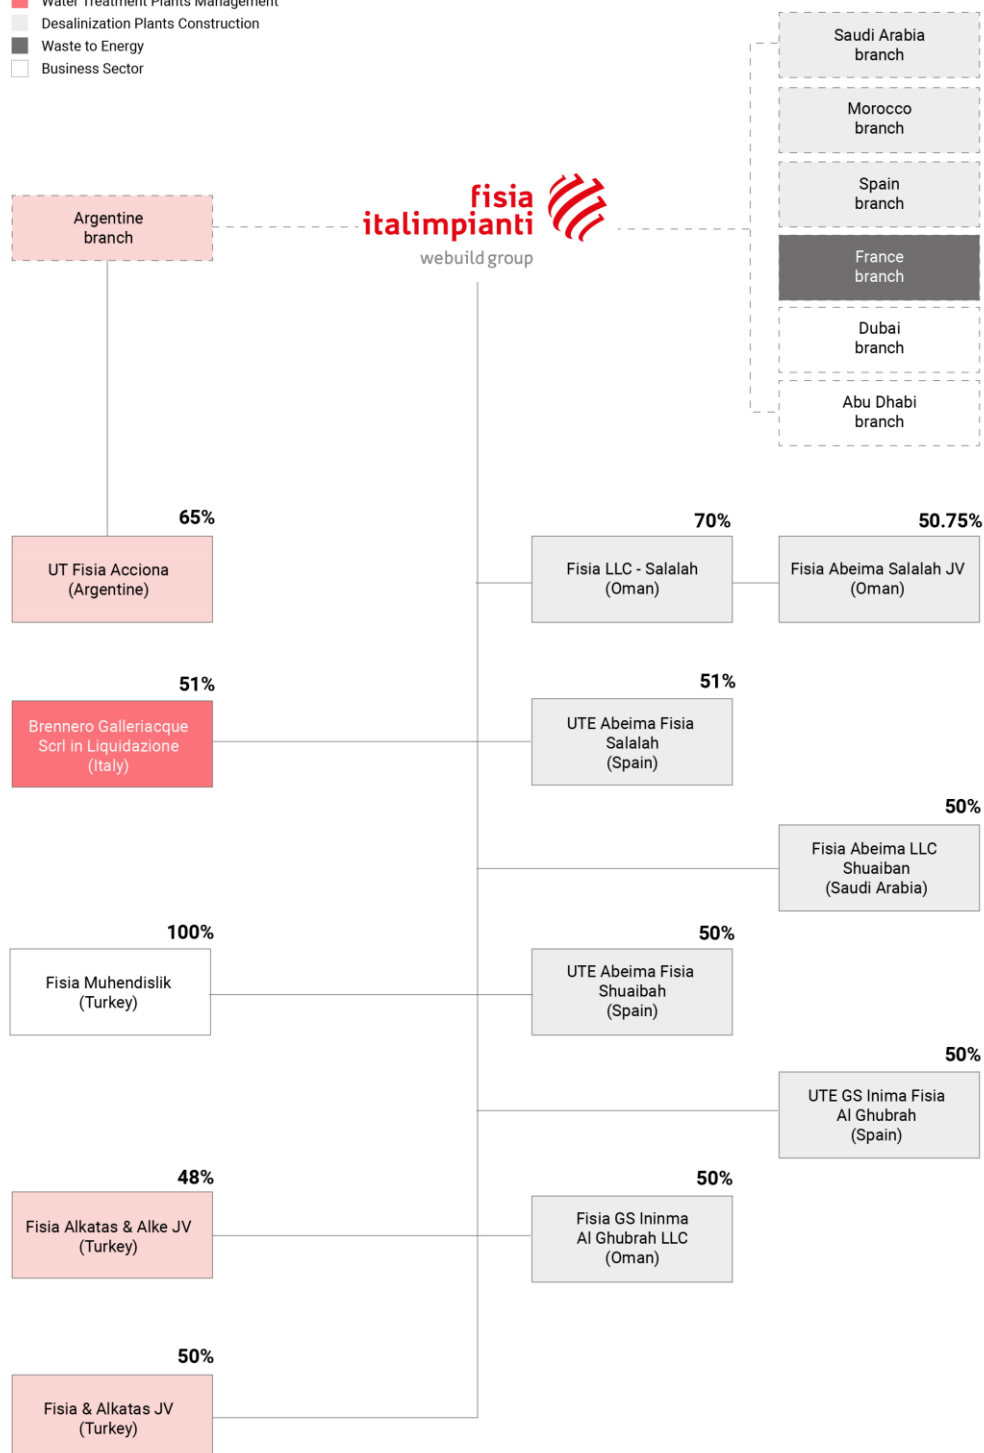 Water Treatment Plants Management
Desalinization Plants Construction
Waste to Energy
Business Sector
Saudi Arabia
branch
Morocco
branch
Spain
branch
France
branch
Dubai
branch
Abu Dhabi
branch
Argentine
branch
fisia
italimpianti
webuild group
65%
UT Fisia Acciona
(Argentine)
70%
Fisia LLC - Salalah
(Oman)
50.75%
Fisia Abeima Salalah JV
(Oman)
51%
Brennero Galleriacque
Scrl in Liquidazione
(Italy)
51%
UTE Abeima Fisia
Salalah
(Spain)
50%
Fisia Abeima LLC
Shuaiban
(Saudi Arabia)
100%
Fisia Muhendislik
(Turkey)
50%
UTE Abeima Fisia
Shuaibah
(Spain)
50%
UTE GS Inima Fisia
Al Ghubrah
(Spain)
48%
Fisia Alkatas & Alke JV
(Turkey)
50%
Fisia GS Ininma
Al Ghubrah LLC
(Oman)
50%
Fisia & Alkatas JV
(Turkey)